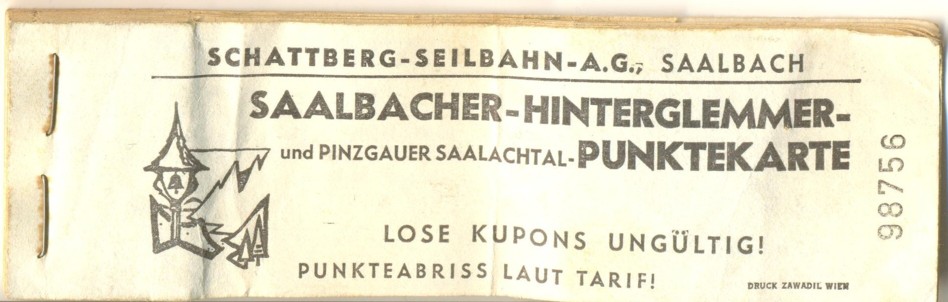 SCHATTBERG-SEILBAHN-A.G., SAALBACH
SAALBACHER-HINTERGLEMMER-
und PINZGAUER SAALACHTAL-PUNKTEKARTE
98756
LOSE KUPONS UNGÜLTIG!
PUNKTEABRISS LAUT TARIF!
DRUCK ZAWADIL WIEN